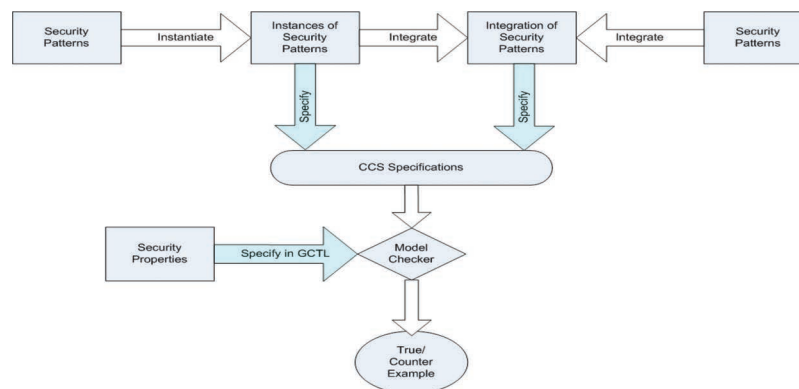 Security
Patterns
Instantiate
Instances of
Security
Patterns
Integrate
Integration of
Security
Patterns
Integrate
Security
Patterns
Specify
Specify
CCS Specifications
Security
Properties
Specify in GCTL
Model
Checker
True/
Counter
Example